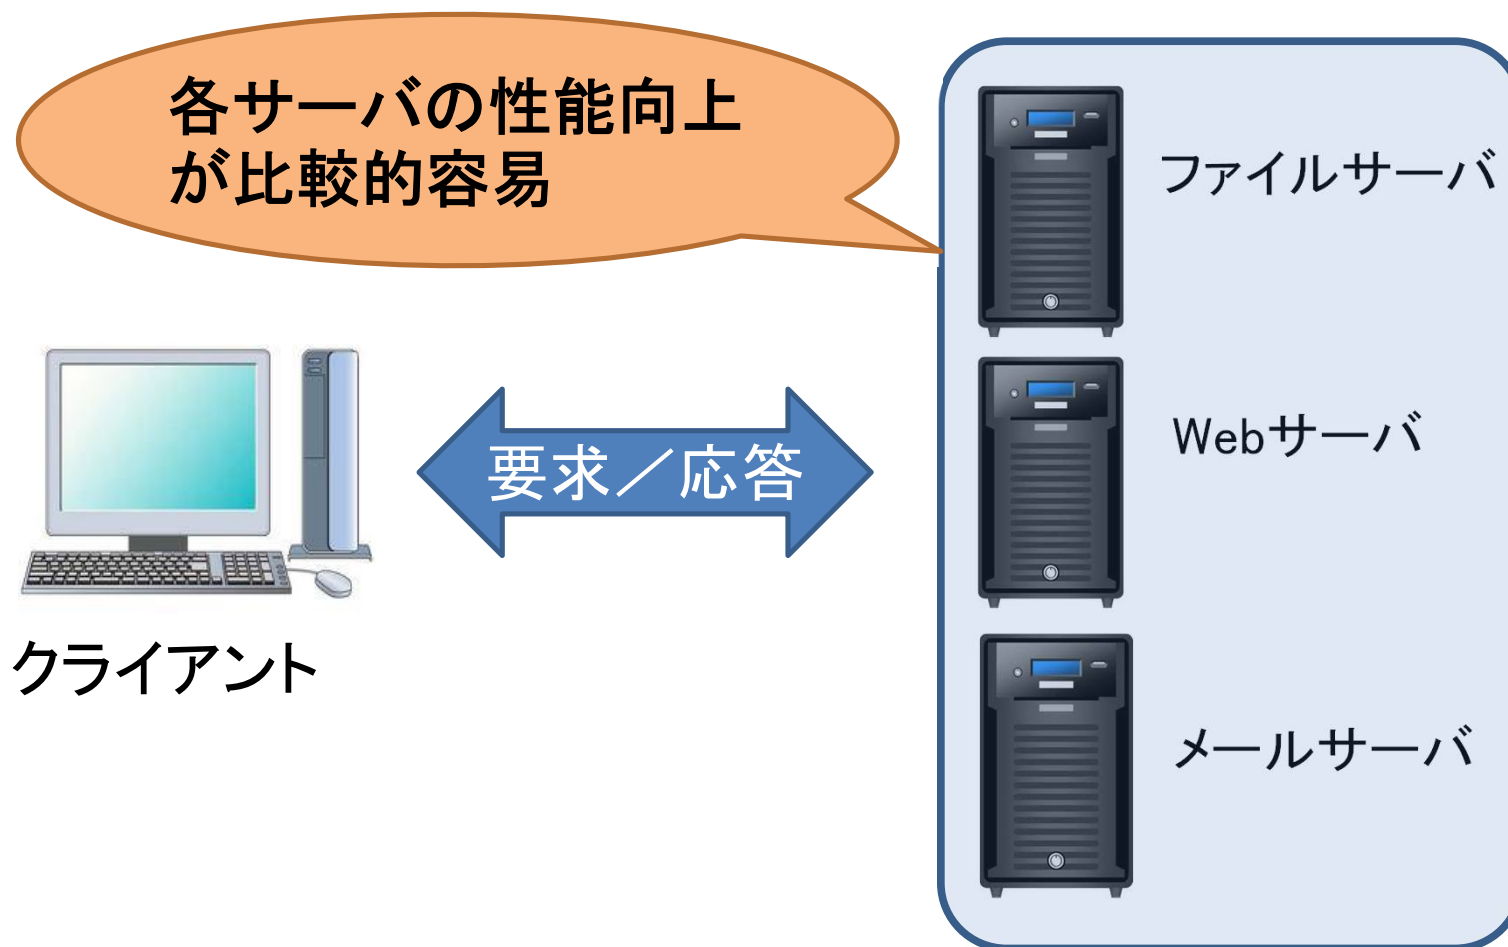 各サーバの性能向上
が比較的容易
ファイルサーバ
Webサーバ
要求／応答
クライアント
メールサーバ